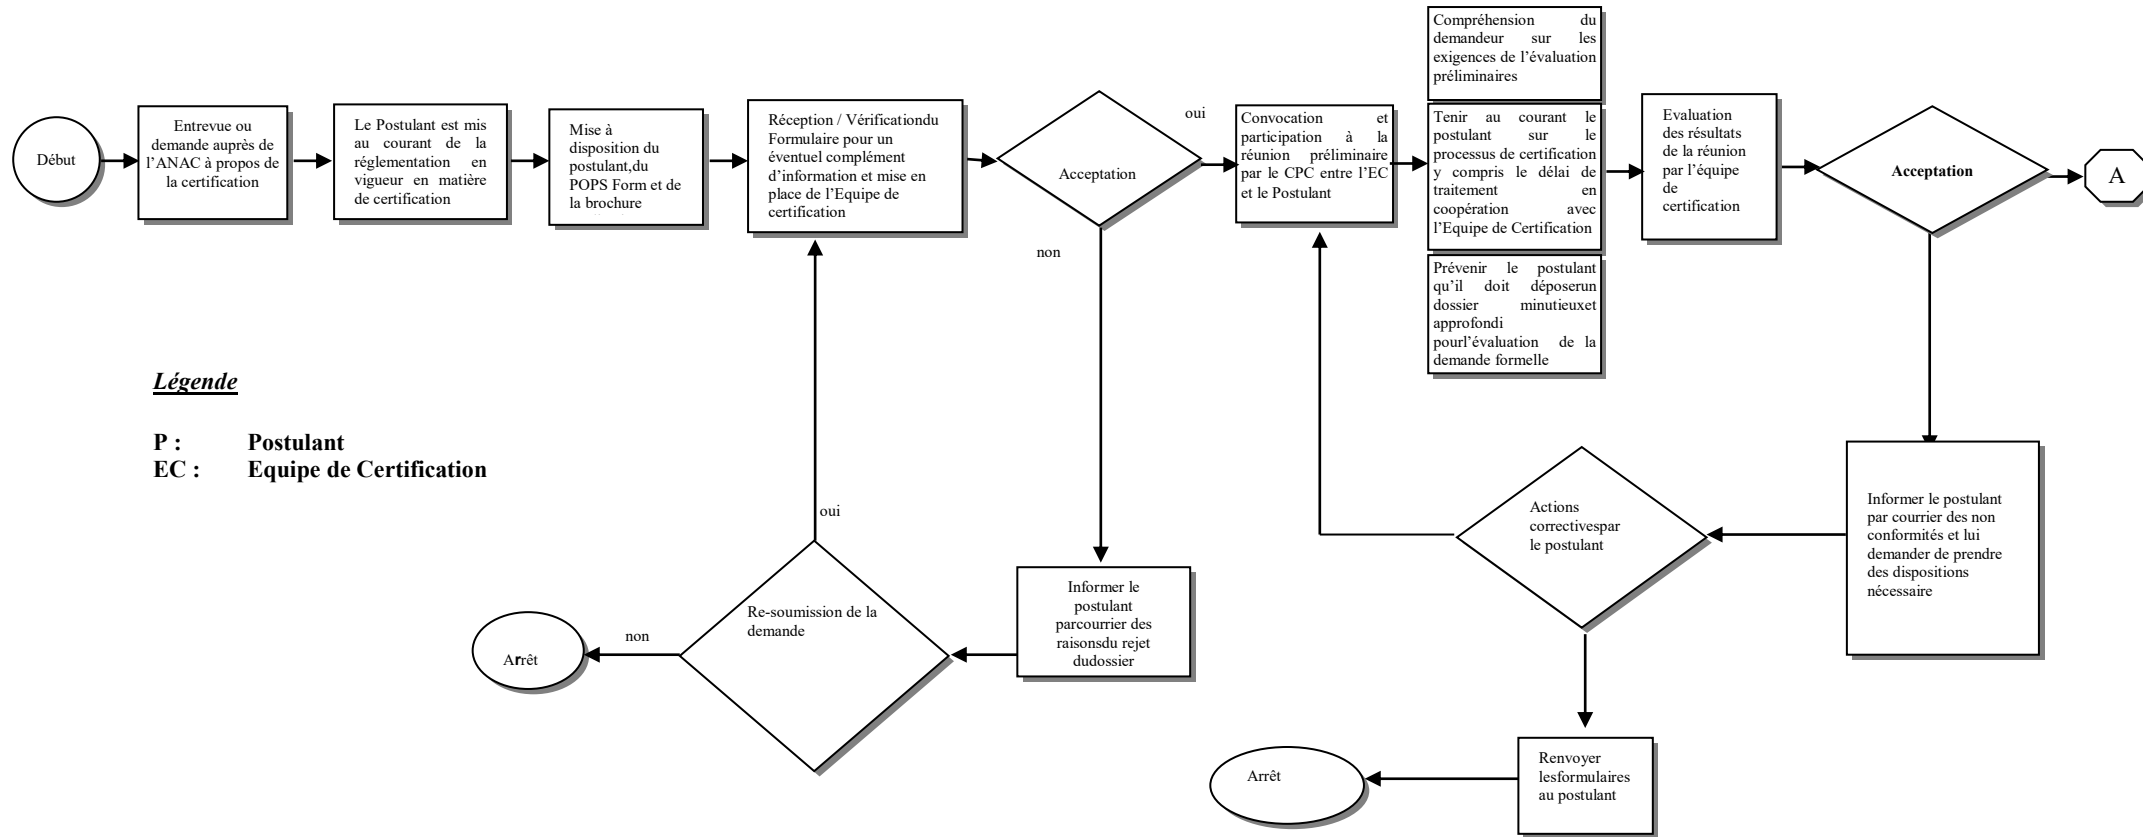 Début
Entrevue ou
demande auprès de
l'ANAC à propos de
la certification
Le Postulant est mis
au courant de la
réglementation en
vigueur en matière
de certification
Mise à
disposition du
postulant,du
POPS Form et de
la brochure
Réception / Vérificationdu
Formulaire pour un
éventuel complément
d'information et mise en
place de l'Equipe de
certification
Acceptation
oui
non
Convocation et
participation à la
réunion préliminaire
par le CPC entre l'EC
et le Postulant
Compréhension du
demandeur sur les
exigences de l'évaluation
préliminaires
Tenir au courant le
postulant sur le
processus de certification
y compris le délai de
traitement en
coopération avec
l'Equipe de Certification
Prévenir le postulant
qu'il doit déposerun
dossier minutieuxet
approfondi
pourl'évaluation de la
demande formelle
Evaluation
des résultats
de la réunion
par l'équipe
de
certification
Acceptation
A
Légende
P : Postulant
EC : Equipe de Certification
oui
Re-soumission de la
demande
non
Arrêt
Informer le
postulant
parcourrier des
raisonsdu rejet
dudossier
Actions
correctivespar
le postulant
Informer le postulant
par courrier des non
conformités et lui
demander de prendre
des dispositions
nécessaire
Renvoyer
lesformulaires
au postulant
Arrêt